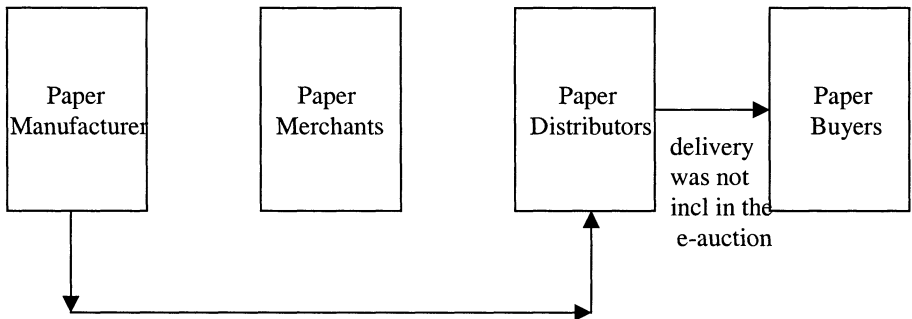 Paper
Manufacturer
Paper
Merchants
Paper
Distributors
Paper
Buyers
delivery
was not
incl in the
e-auction